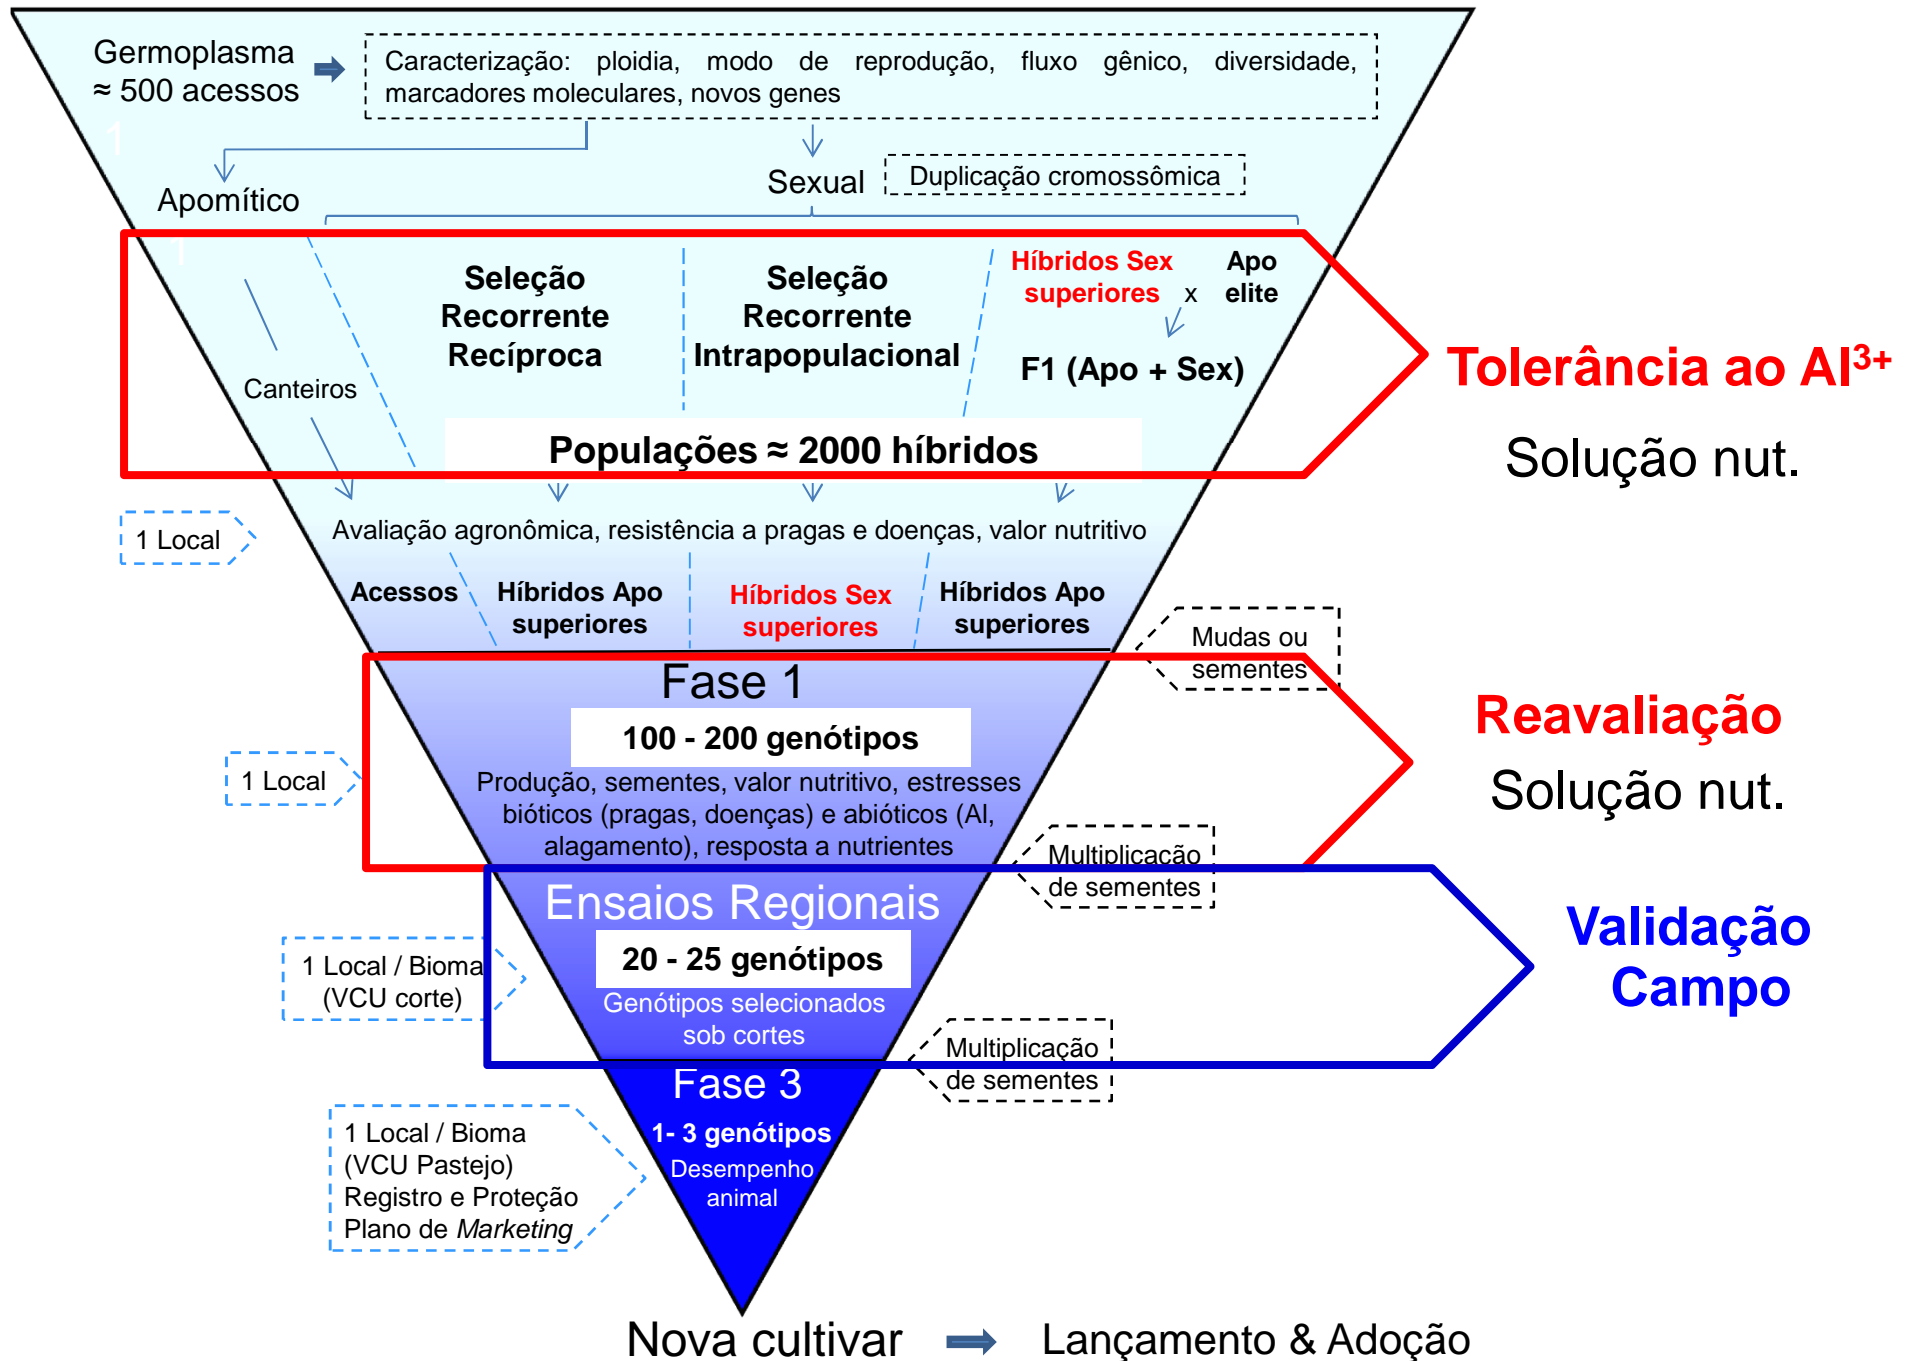 Germoplasma
≈ 500 acessos
Caracterização: ploidia, modo de reprodução, fluxo gênico, diversidade,
marcadores moleculares, novos genes
1
Apomítico
Sexual
Duplicação cromossômica
1
Seleção
Recorrente
Recíproca
Seleção
Recorrente
Intrapopulacional
Híbridos Sex
superiores
x
Apo
elite
F1 (Apo + Sex)
Canteiros
Populações ≈ 2000 híbridos
Tolerância ao Al³⁺
Solução nut.
1 Local
Avaliação agronômica, resistência a pragas e doenças, valor nutritivo
Acessos
Híbridos Apo
superiores
Híbridos Sex
superiores
Híbridos Apo
superiores
Mudas ou
sementes
Fase 1
100 - 200 genótipos
1 Local
Produção, sementes, valor nutritivo, estresses
bióticos (pragas, doenças) e abióticos (Al,
alagamento), resposta a nutrientes
Reavaliação
Solução nut.
Multiplicação
de sementes
Ensaios Regionais
20 - 25 genótipos
Genótipos selecionados
sob cortes
1 Local / Bioma
(VCU corte)
Validação
Campo
Multiplicação
de sementes
Fase 3
1- 3 genótipos
Desempenho
animal
1 Local / Bioma
(VCU Pastejo)
Registro e Proteção
Plano de Marketing
Nova cultivar
Lançamento & Adoção